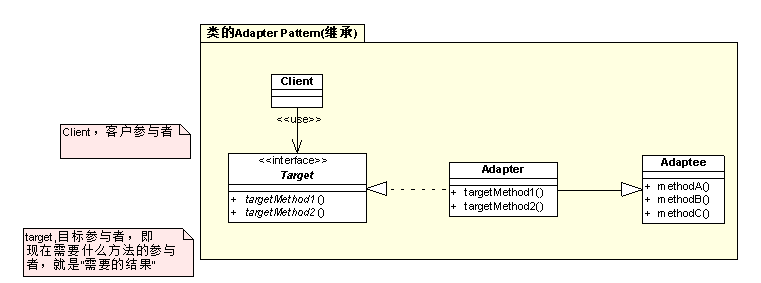 类的Adapter Pattern(继承)
Client
<<use>>
Client，客户参与者
<<interface>>
Target
+ targetMethod1()
+ targetMethod2()
Adapter
+ targetMethod1()
+ targetMethod2()
Adaptee
+ methodA()
+ methodB()
+ methodC()
target,目标参与者，即
现在需要什么方法的参与
者，就是"需要的结果"